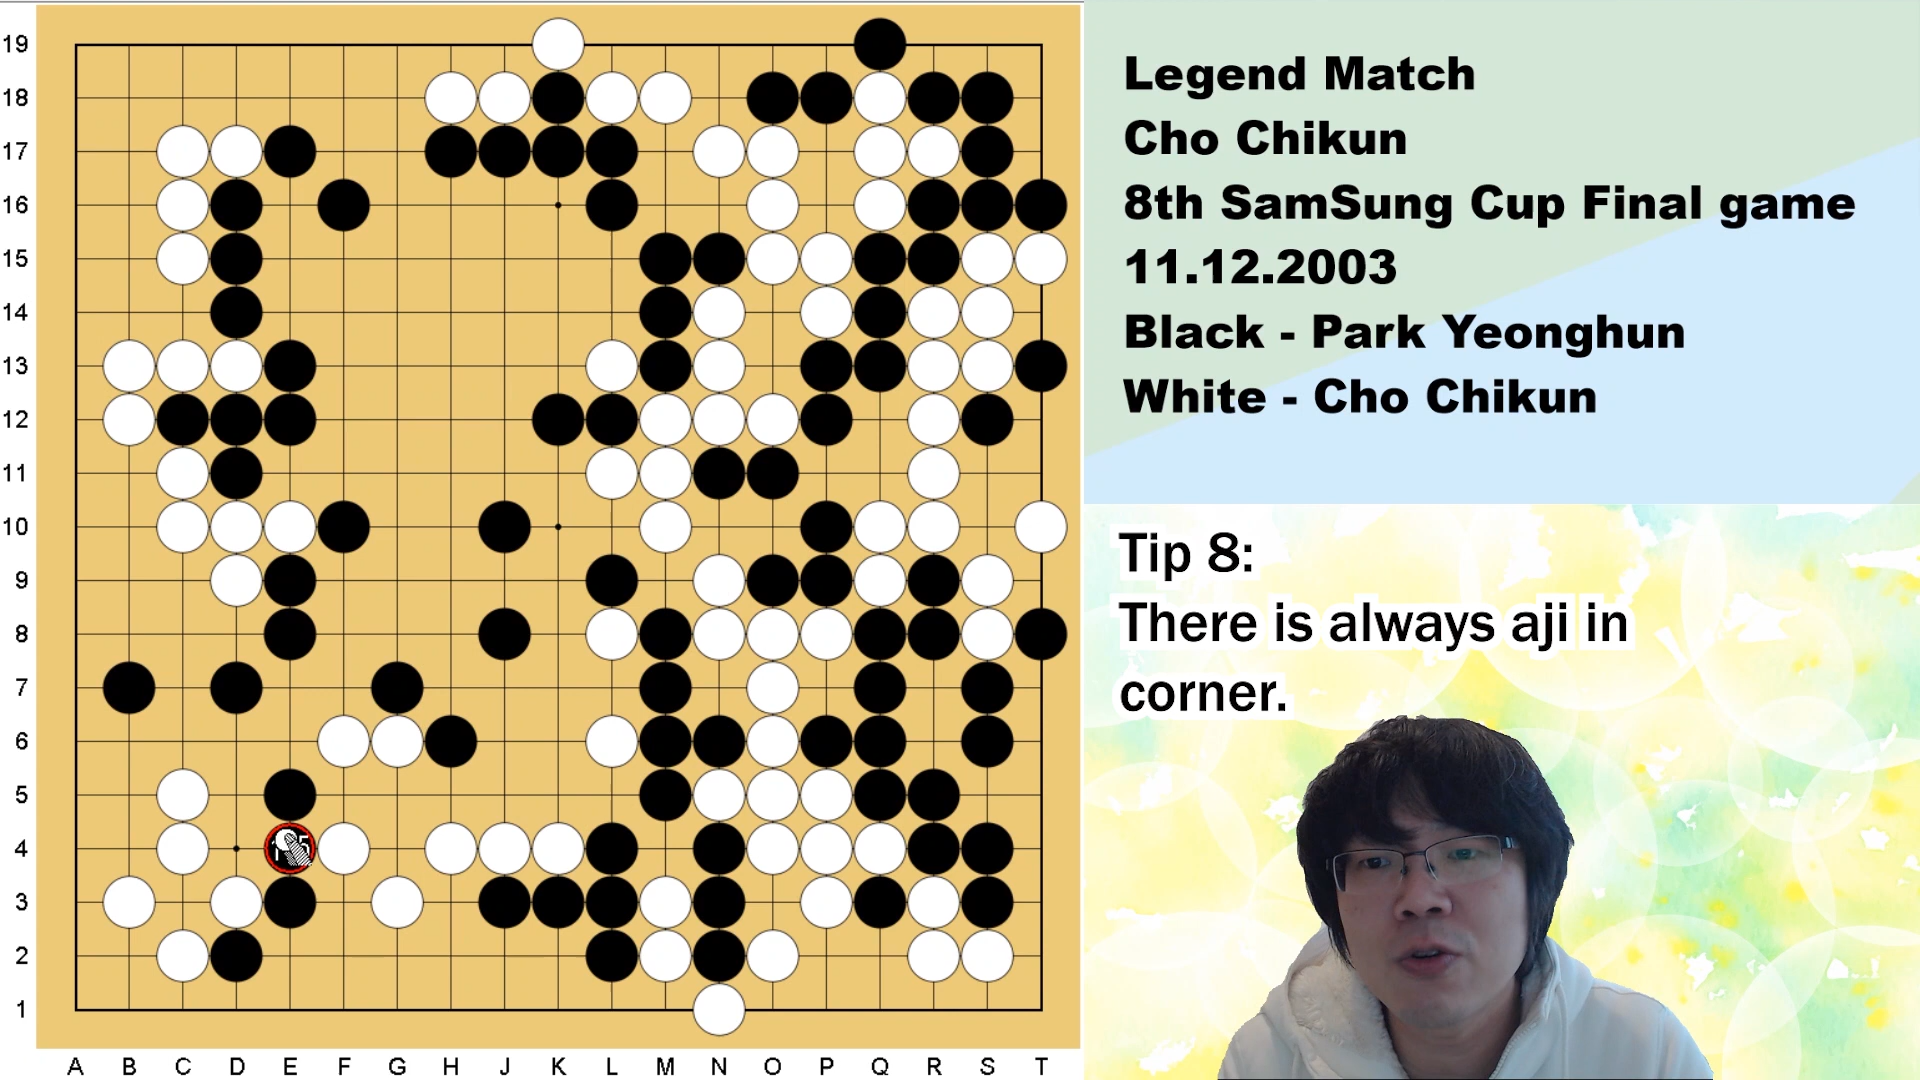 Legend Match
Cho Chikun
8th SamSung Cup Final game
11.12.2003
Black - Park Yeonghun
White - Cho Chikun
Tip 8:
There is always aji in
corner.
19
18
17
16
15
14
13
12
11
10
9
8
7
6
5
4
3
2
1
A B C D E F G H J K L M N O P Q R S T